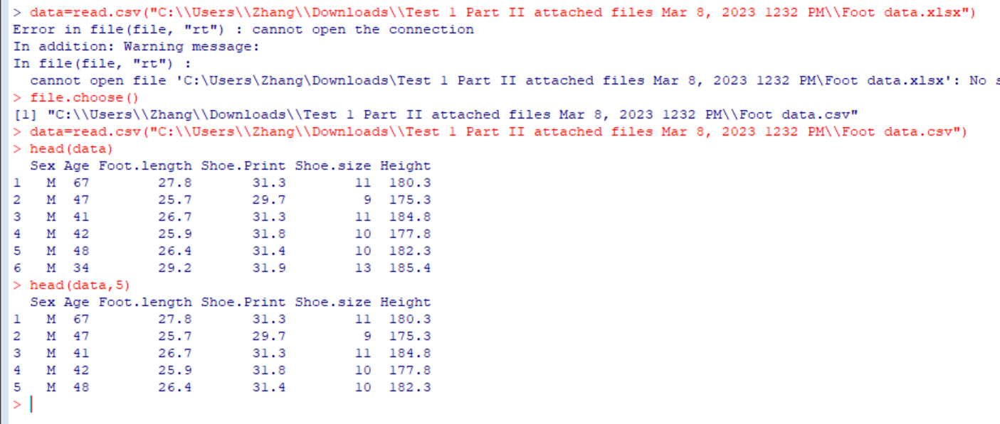 > data=read.csv("C:\\Users\\Zhang\\Downloads\\Test 1 Part II attached files Mar 8, 2023 1232 PM\\Foot data.xlsx")
Error in file(file, "rt") : cannot open the connection
In addition: Warning message:
In file(file, "rt") :
  cannot open file 'C:\Users\Zhang\Downloads\Test 1 Part II attached files Mar 8, 2023 1232 PM\Foot data.xlsx': No s
> file.choose()
[1] "C:\\Users\\Zhang\\Downloads\\Test 1 Part II attached files Mar 8, 2023 1232 PM\\Foot data.csv"
> data=read.csv("C:\\Users\\Zhang\\Downloads\\Test 1 Part II attached files Mar 8, 2023 1232 PM\\Foot data.csv")
> head(data)
  Sex Age Foot.length Shoe.Print Shoe.size Height
1   M  67        27.8       31.3        11  180.3
2   M  47        25.7       29.7         9  175.3
3   M  41        26.7       31.3        11  184.8
4   M  42        25.9       31.8        10  177.8
5   M  48        26.4       31.4        10  182.3
6   M  34        29.2       31.9        13  185.4
> head(data,5)
  Sex Age Foot.length Shoe.Print Shoe.size Height
1   M  67        27.8       31.3        11  180.3
2   M  47        25.7       29.7         9  175.3
3   M  41        26.7       31.3        11  184.8
4   M  42        25.9       31.8        10  177.8
5   M  48        26.4       31.4        10  182.3
>